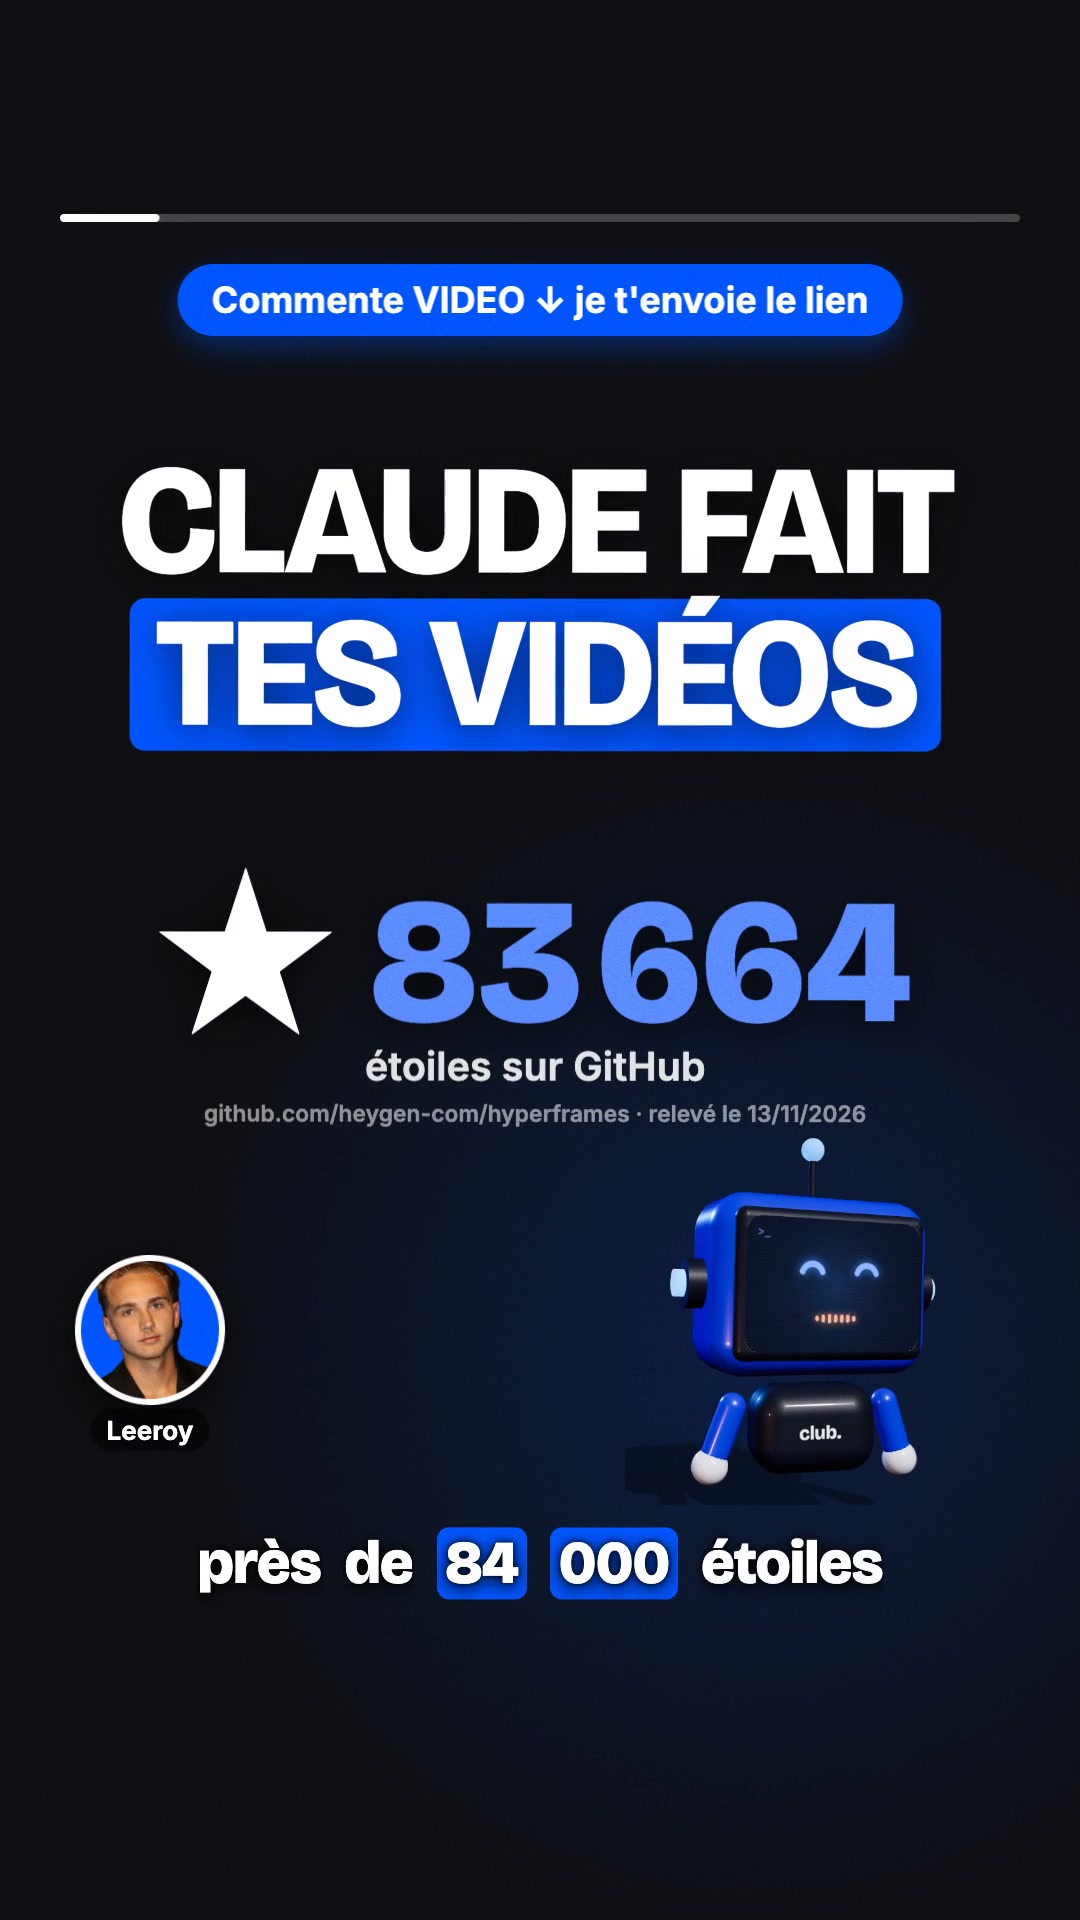 Commente VIDEO ↓ je t'envoie le lien
CLAUDE FAIT
TES VIDÉOS
★ 83 664
étoiles sur GitHub
github.com/heygen-com/hyperframes · relevé le 13/11/2026
>_
club.
Leeroy
près de 84 000 étoiles